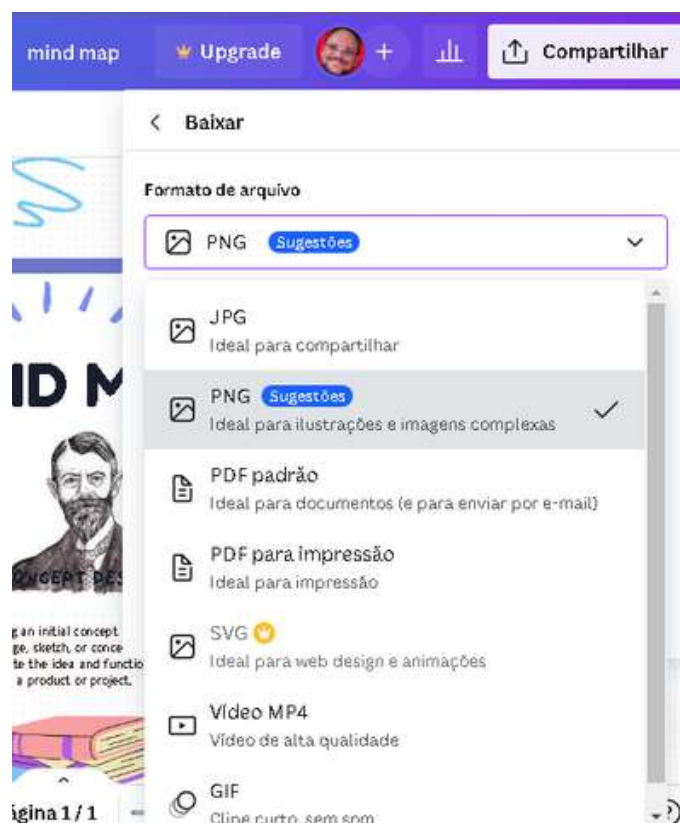 mind map
Upgrade
+
Compartilhar
Baixar
Formato de arquivo
PNG Sugestões
JPG
Ideal para compartilhar
PNG Sugestões
Ideal para ilustrações e imagens complexas
PDF padrão
Ideal para documentos (e para enviar por e-mail)
PDF para impressão
Ideal para impressão
SVG
Ideal para web design e animações
Vídeo MP4
Vídeo de alta qualidade
GIF
Clipe curto, sem som
ID M
ONCEPT DES
g an initial concept
ge, sketch, or conce
te the idea and functio
a product or project.
ágina 1 / 1